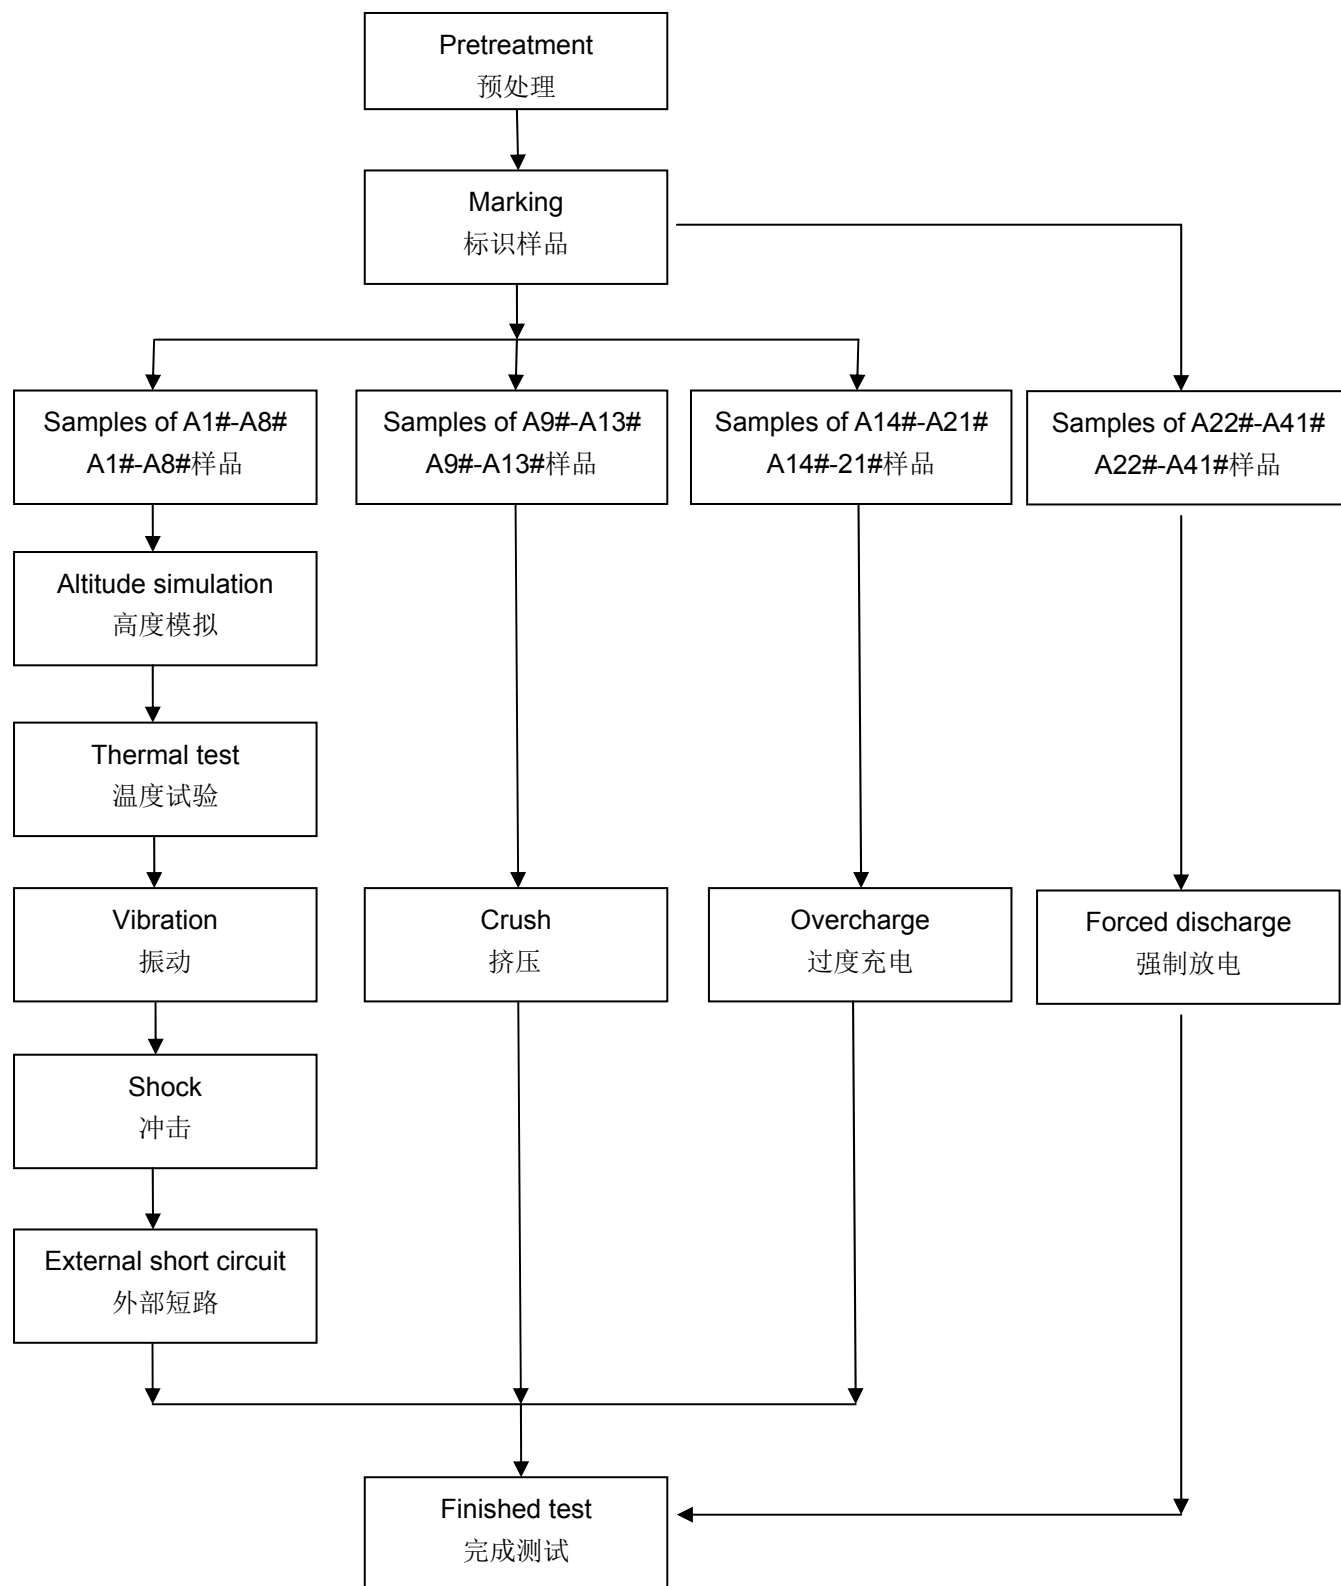 Pretreatment
预处理
Marking
标识样品
Samples of A1#-A8#
A1#-A8#样品
Samples of A9#-A13#
A9#-A13#样品
Samples of A14#-A21#
A14#-21#样品
Samples of A22#-A41#
A22#-A41#样品
Altitude simulation
高度模拟
Thermal test
温度试验
Vibration
振动
Crush
挤压
Overcharge
过度充电
Forced discharge
强制放电
Shock
冲击
External short circuit
外部短路
Finished test
完成测试